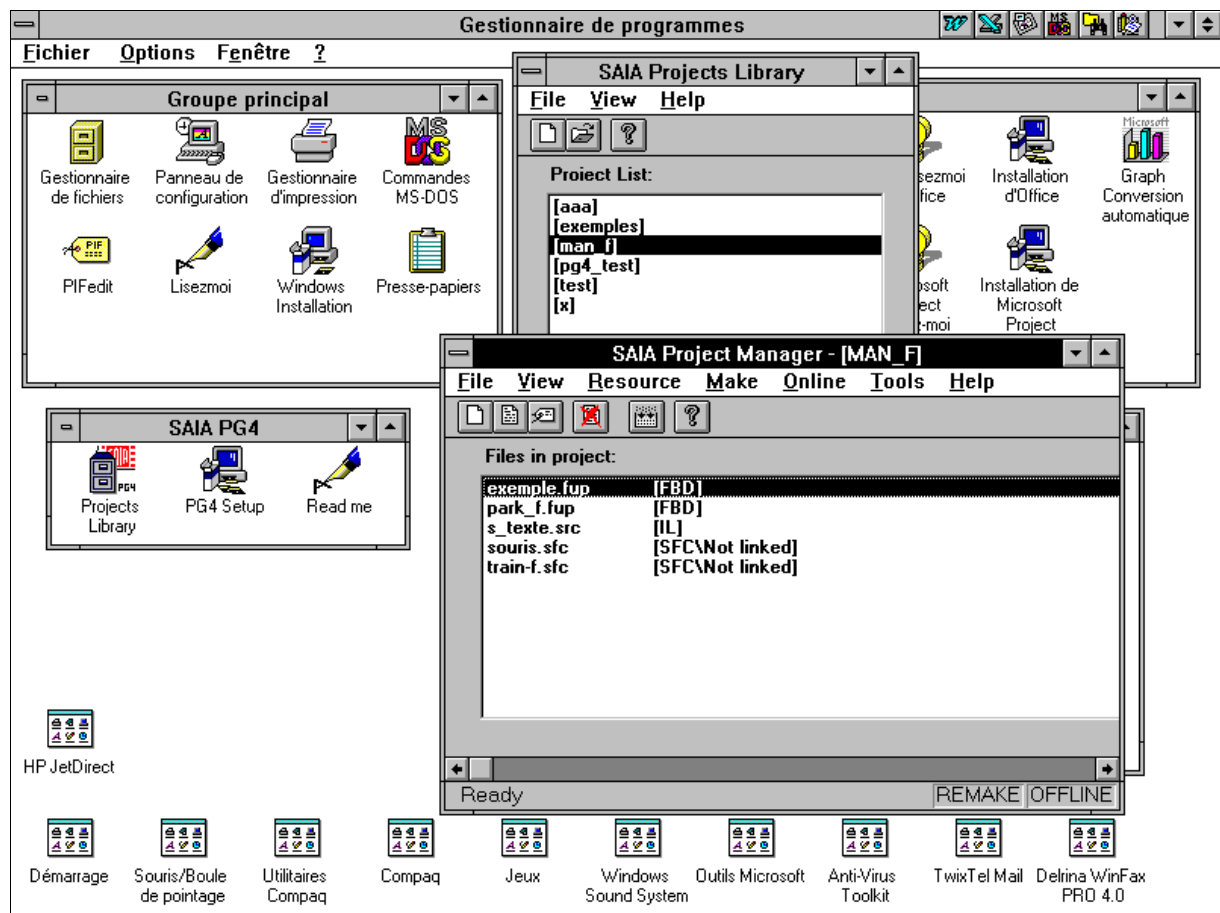 Gestionnaire de programmes
Fichier Options Fenêtre ?
Groupe principal
Gestionnaire de fichiers
Panneau de configuration
Gestionnaire d'impression
Commandes MS-DOS
PIFedit
Lisezmoi
Windows Installation
Presse-papiers
SAIA Projects Library
File View Help
Project List:
[aaa]
[exemples]
[man_f]
[pg4_test]
[test]
[x]
Installation d'Office
Microsoft
Graph Conversion automatique
Installation de Microsoft Project
SAIA PG4
Projects Library
PG4 Setup
Read me
SAIA Project Manager - [MAN_F]
File View Resource Make Online Tools Help
Files in project:
exemple.fup [FBD]
park_f.fup [FBD]
s_texte.src [IL]
souris.sfc [SFC\Not linked]
train-f.sfc [SFC\Not linked]
Ready REMAKE OFFLINE
HP JetDirect
Démarrage
Souris/Boule de pointage
Utilitaires Compaq
Compaq
Jeux
Windows Sound System
Outils Microsoft
Anti-Virus Toolkit
TwixTel Mail
Delrina WinFax PRO 4.0